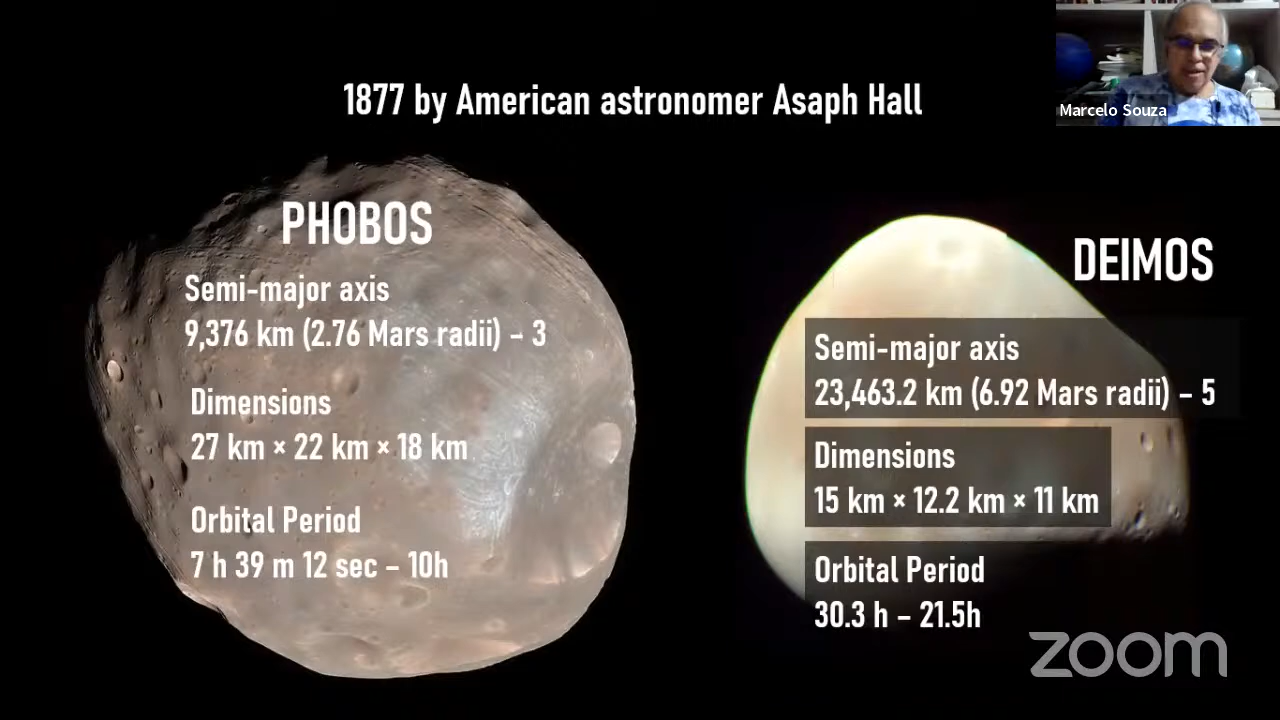 1877 by American astronomer Asaph Hall
Marcelo Souza
PHOBOS
Semi-major axis
9,376 km (2.76 Mars radii) – 3
Dimensions
27 km × 22 km × 18 km
Orbital Period
7 h 39 m 12 sec – 10h
DEIMOS
Semi-major axis
23,463.2 km (6.92 Mars radii) – 5
Dimensions
15 km × 12.2 km × 11 km
Orbital Period
30.3 h – 21.5h
zoom